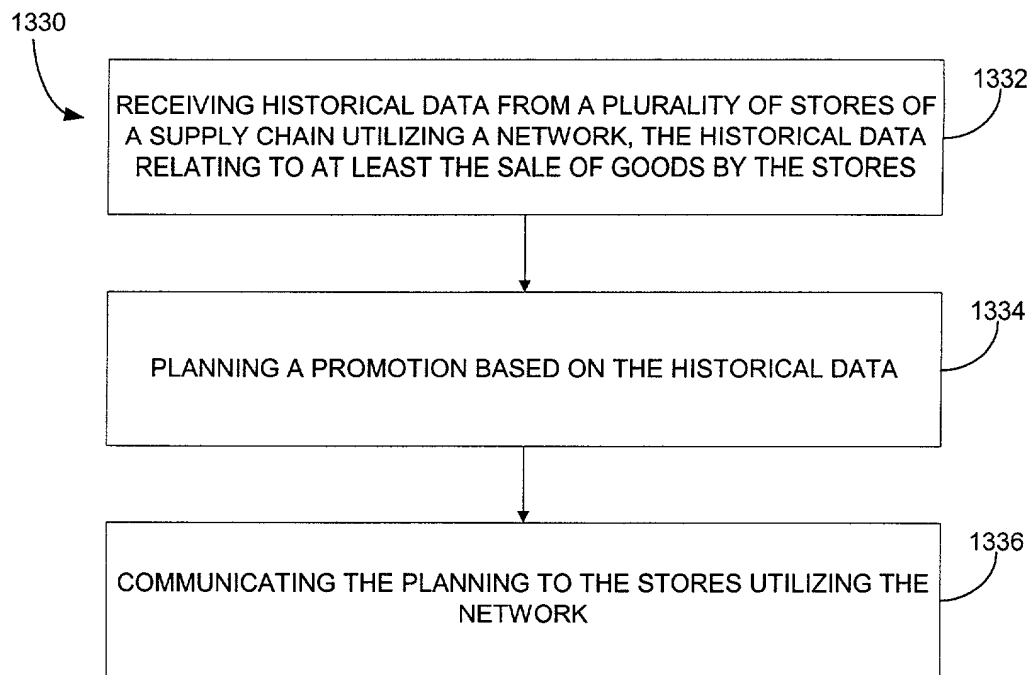 1330
1332
RECEIVING HISTORICAL DATA FROM A PLURALITY OF STORES OF
A SUPPLY CHAIN UTILIZING A NETWORK, THE HISTORICAL DATA
RELATING TO AT LEAST THE SALE OF GOODS BY THE STORES
1334
PLANNING A PROMOTION BASED ON THE HISTORICAL DATA
1336
COMMUNICATING THE PLANNING TO THE STORES UTILIZING THE
NETWORK